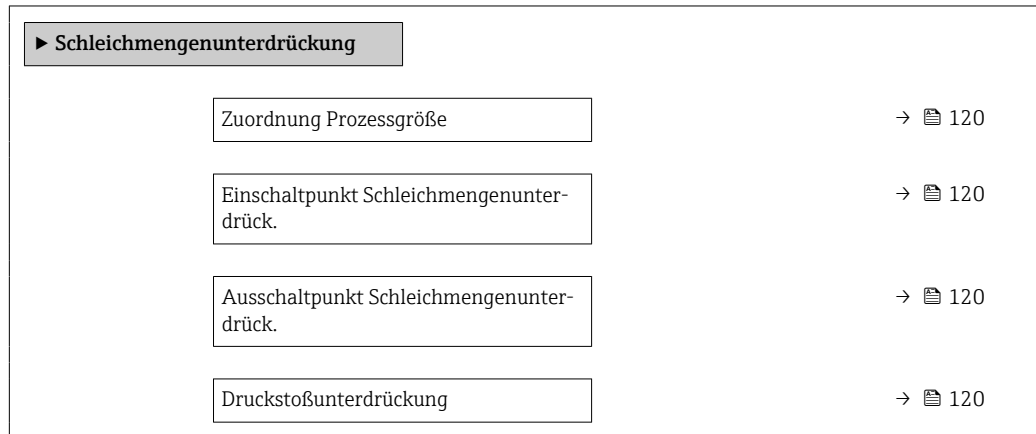 ▶ Schleichmengenunterdrückung
Zuordnung Prozessgröße → 120
Einschaltpunkt Schleichmengenunter- → 120
drück.
Ausschaltpunkt Schleichmengenunter- → 120
drück.
Druckstoßunterdrückung → 120